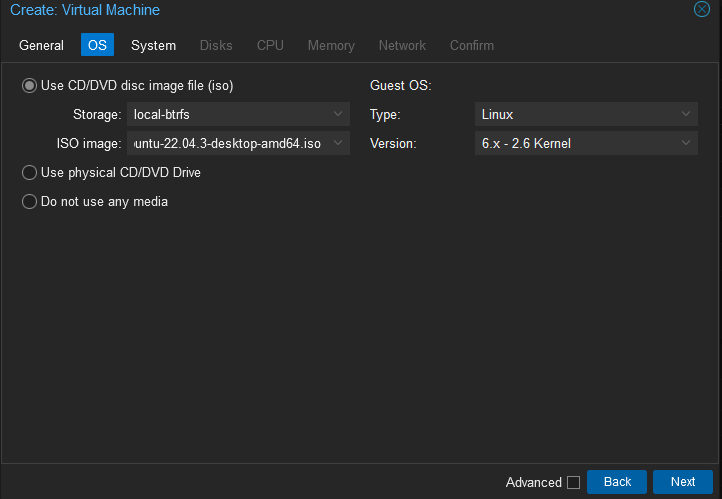 Create: Virtual Machine
General OS System Disks CPU Memory Network Confirm
Use CD/DVD disc image file (iso) Guest OS:
Storage: local-btrfs Type: Linux
ISO image: untu-22.04.3-desktop-amd64.iso Version: 6.x - 2.6 Kernel
Use physical CD/DVD Drive
Do not use any media
Advanced Back Next